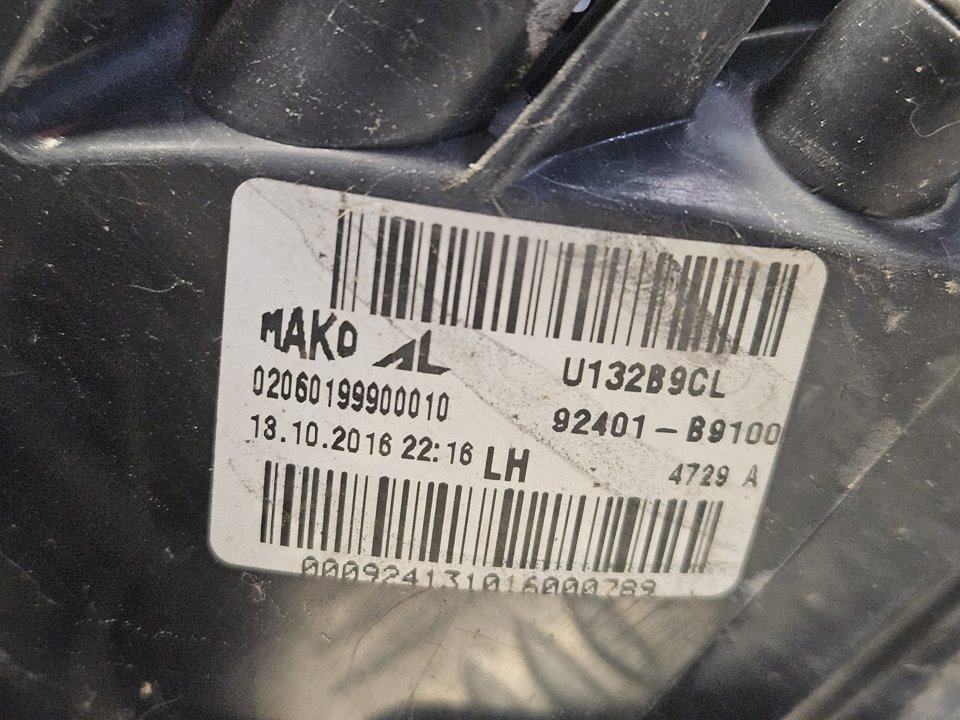 MAKO AL
U132B9CL
02060199900010
92401-B9100
13.10.2016 22:16 LH
4729 A
000924131016000789